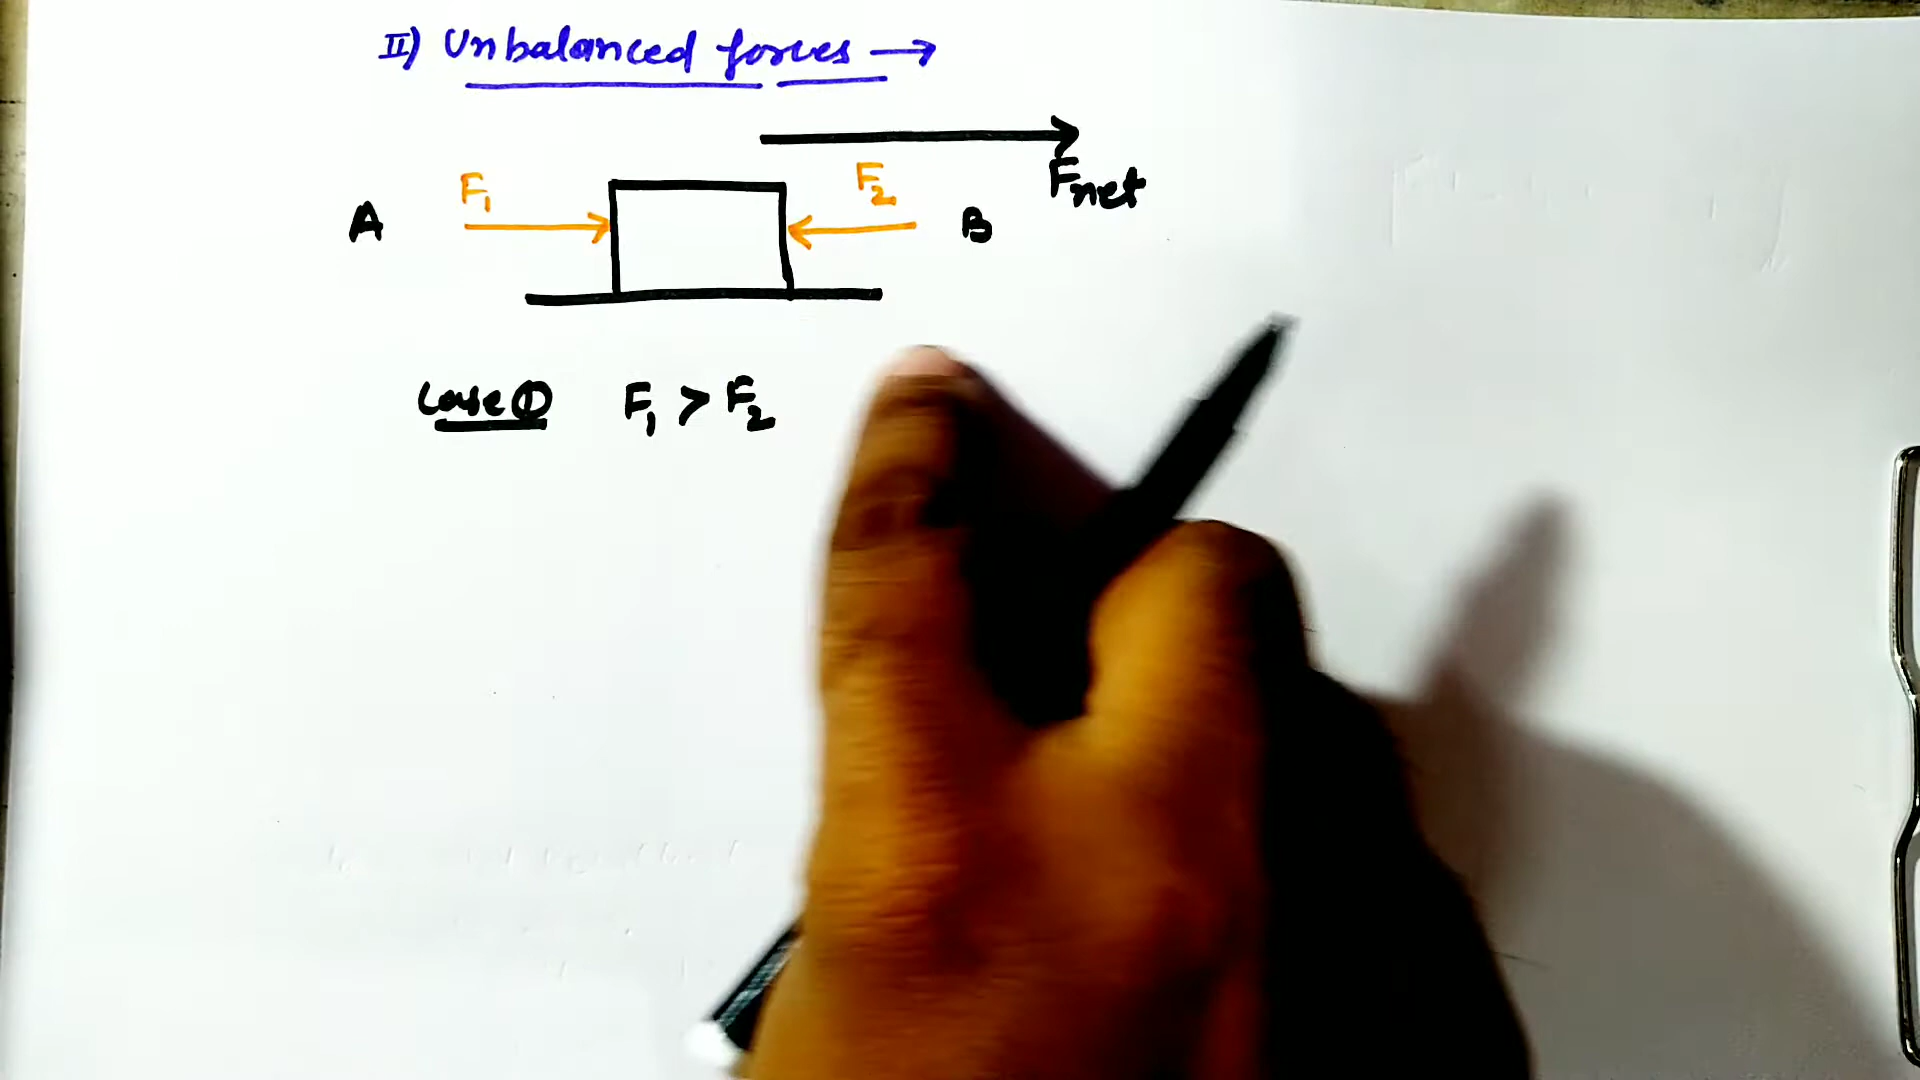 II) Unbalanced forces →
Fnet
F1 F2
A B
Case ① F1 > F2